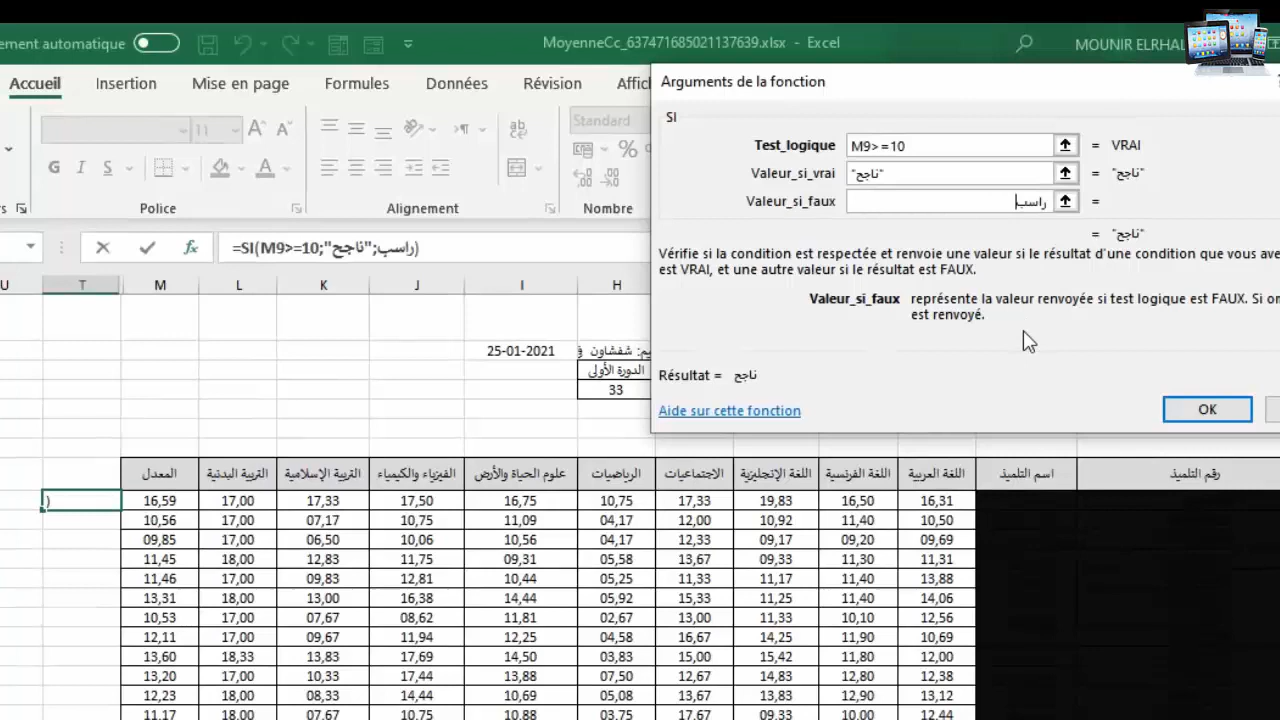 ement automatique
MoyenneCc_637471685021137639.xlsx - Excel
MOUNIR ELRHAL
Accueil Insertion Mise en page Formules Données Révision Affich
11 Standard
G I S
Police Alignement Nombre
=SI(M9>=10;"ناجح";راسب)
Arguments de la fonction
SI
Test_logique M9>=10 = VRAI
Valeur_si_vrai "ناجح" = "ناجح"
Valeur_si_faux راسب =
= "ناجح"
Vérifie si la condition est respectée et renvoie une valeur si le résultat d'une condition que vous ave
est VRAI, et une autre valeur si le résultat est FAUX.
Valeur_si_faux représente la valeur renvoyée si test logique est FAUX. Si
est renvoyé.
Résultat = ناجح
Aide sur cette fonction
OK
U T M L K J I H
25-01-2021 يم: شفشاون
الدورة الأولى
33
رقم التلميذ اسم التلميذ اللغة العربية اللغة الفرنسية اللغة الإنجليزية الاجتماعيات الرياضيات علوم الحياة والأرض الفيزياء والكيمياء التربية الإسلامية التربية البدنية المعدل
) 16,59 17,00 17,33 17,50 16,75 10,75 17,33 19,83 16,50 16,31
10,56 17,00 07,17 10,75 11,09 04,17 12,00 10,92 11,40 10,50
09,85 17,00 06,50 10,06 10,56 04,17 12,33 09,17 09,20 09,69
11,45 18,00 12,83 11,75 09,31 05,58 13,67 09,33 11,30 11,31
11,46 17,00 09,83 12,81 10,44 05,25 11,33 11,17 11,40 13,88
13,31 18,00 13,00 16,38 14,44 05,92 15,33 11,25 11,40 14,06
10,53 17,00 07,67 08,62 11,81 02,67 13,00 11,33 10,10 12,56
12,11 17,00 09,67 11,94 12,25 04,58 16,67 14,25 11,90 10,69
13,60 18,33 13,83 17,69 14,50 03,83 15,00 15,42 11,80 12,00
13,20 17,00 10,33 17,44 13,88 07,50 12,67 14,83 12,80 12,38
12,23 18,00 08,33 14,44 10,69 05,08 13,67 13,83 12,90 13,12
11,17 18,00 07,67 10,75 10,88 03,75 17,67 09,33 10,00 12,44